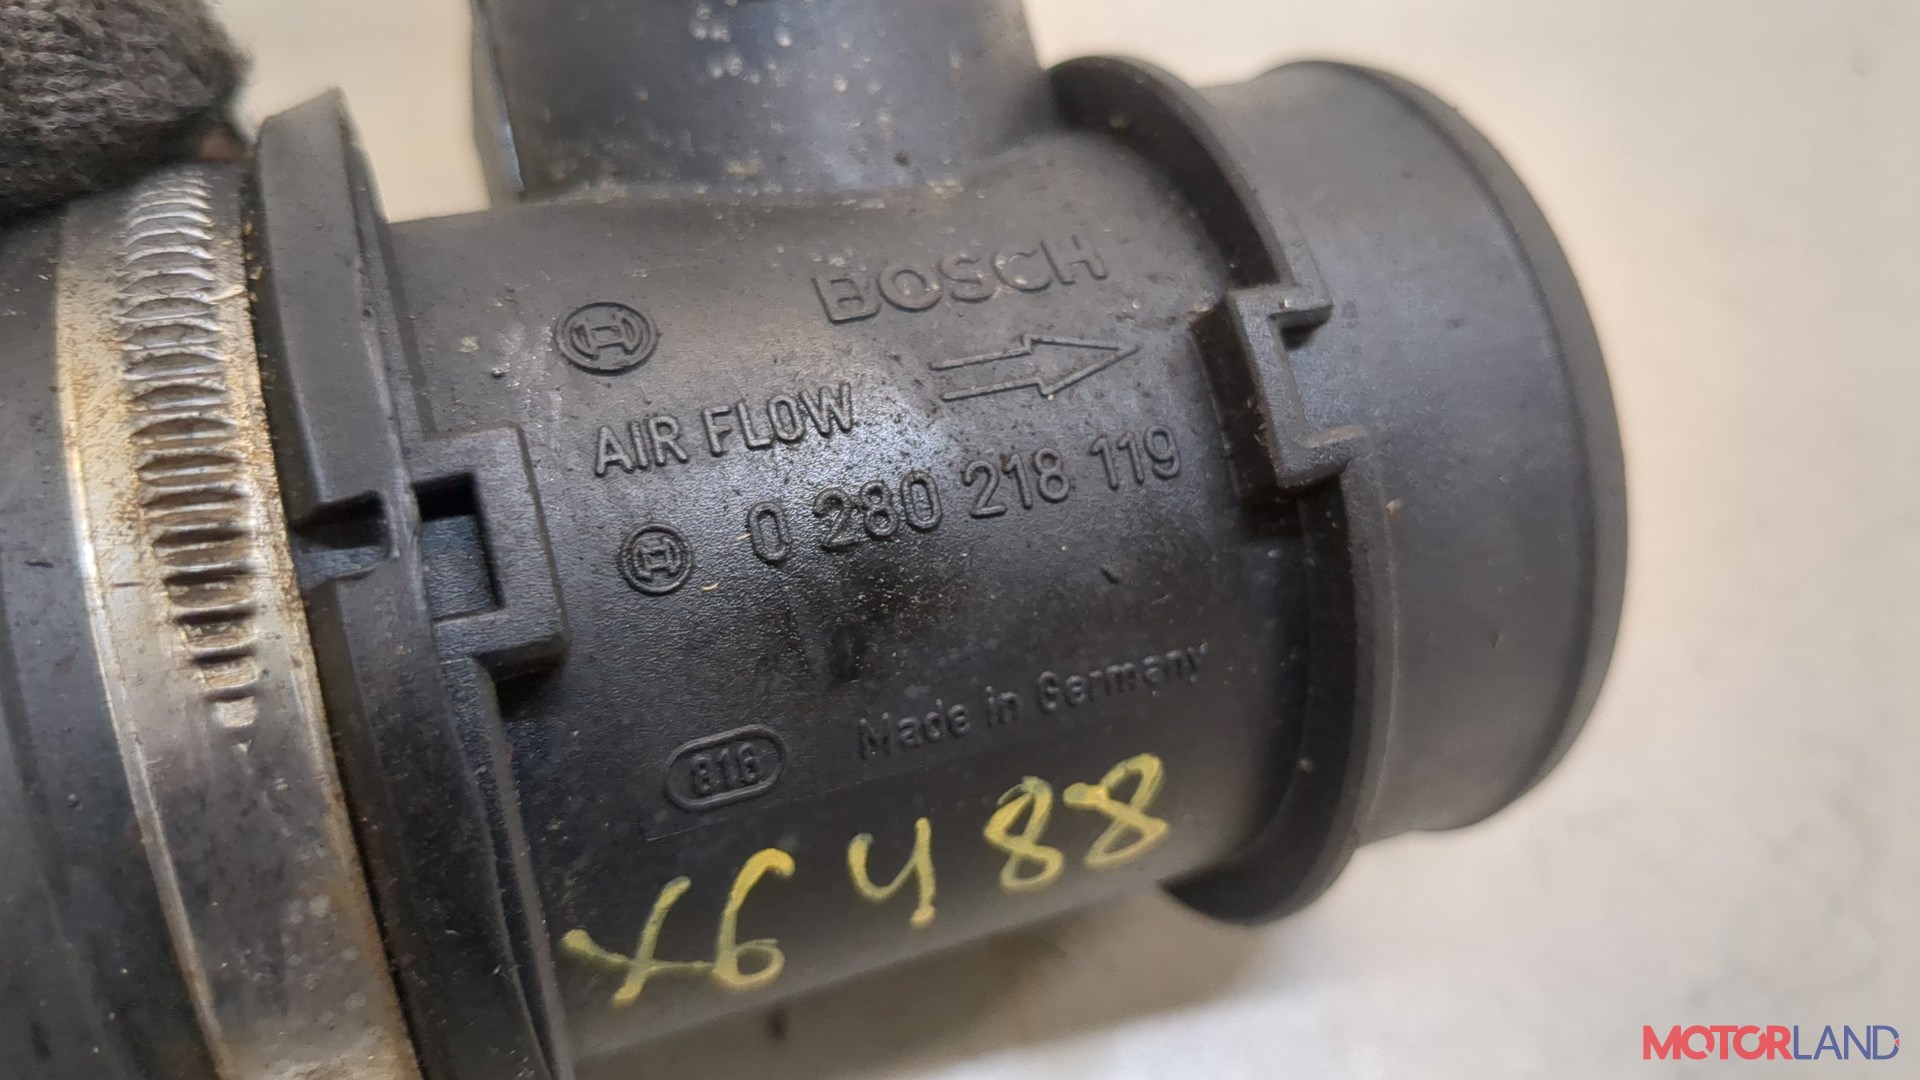 BOSCH
AIR FLOW
0 280 218 119
Made in Germany
816
X6488
MOTORLAND